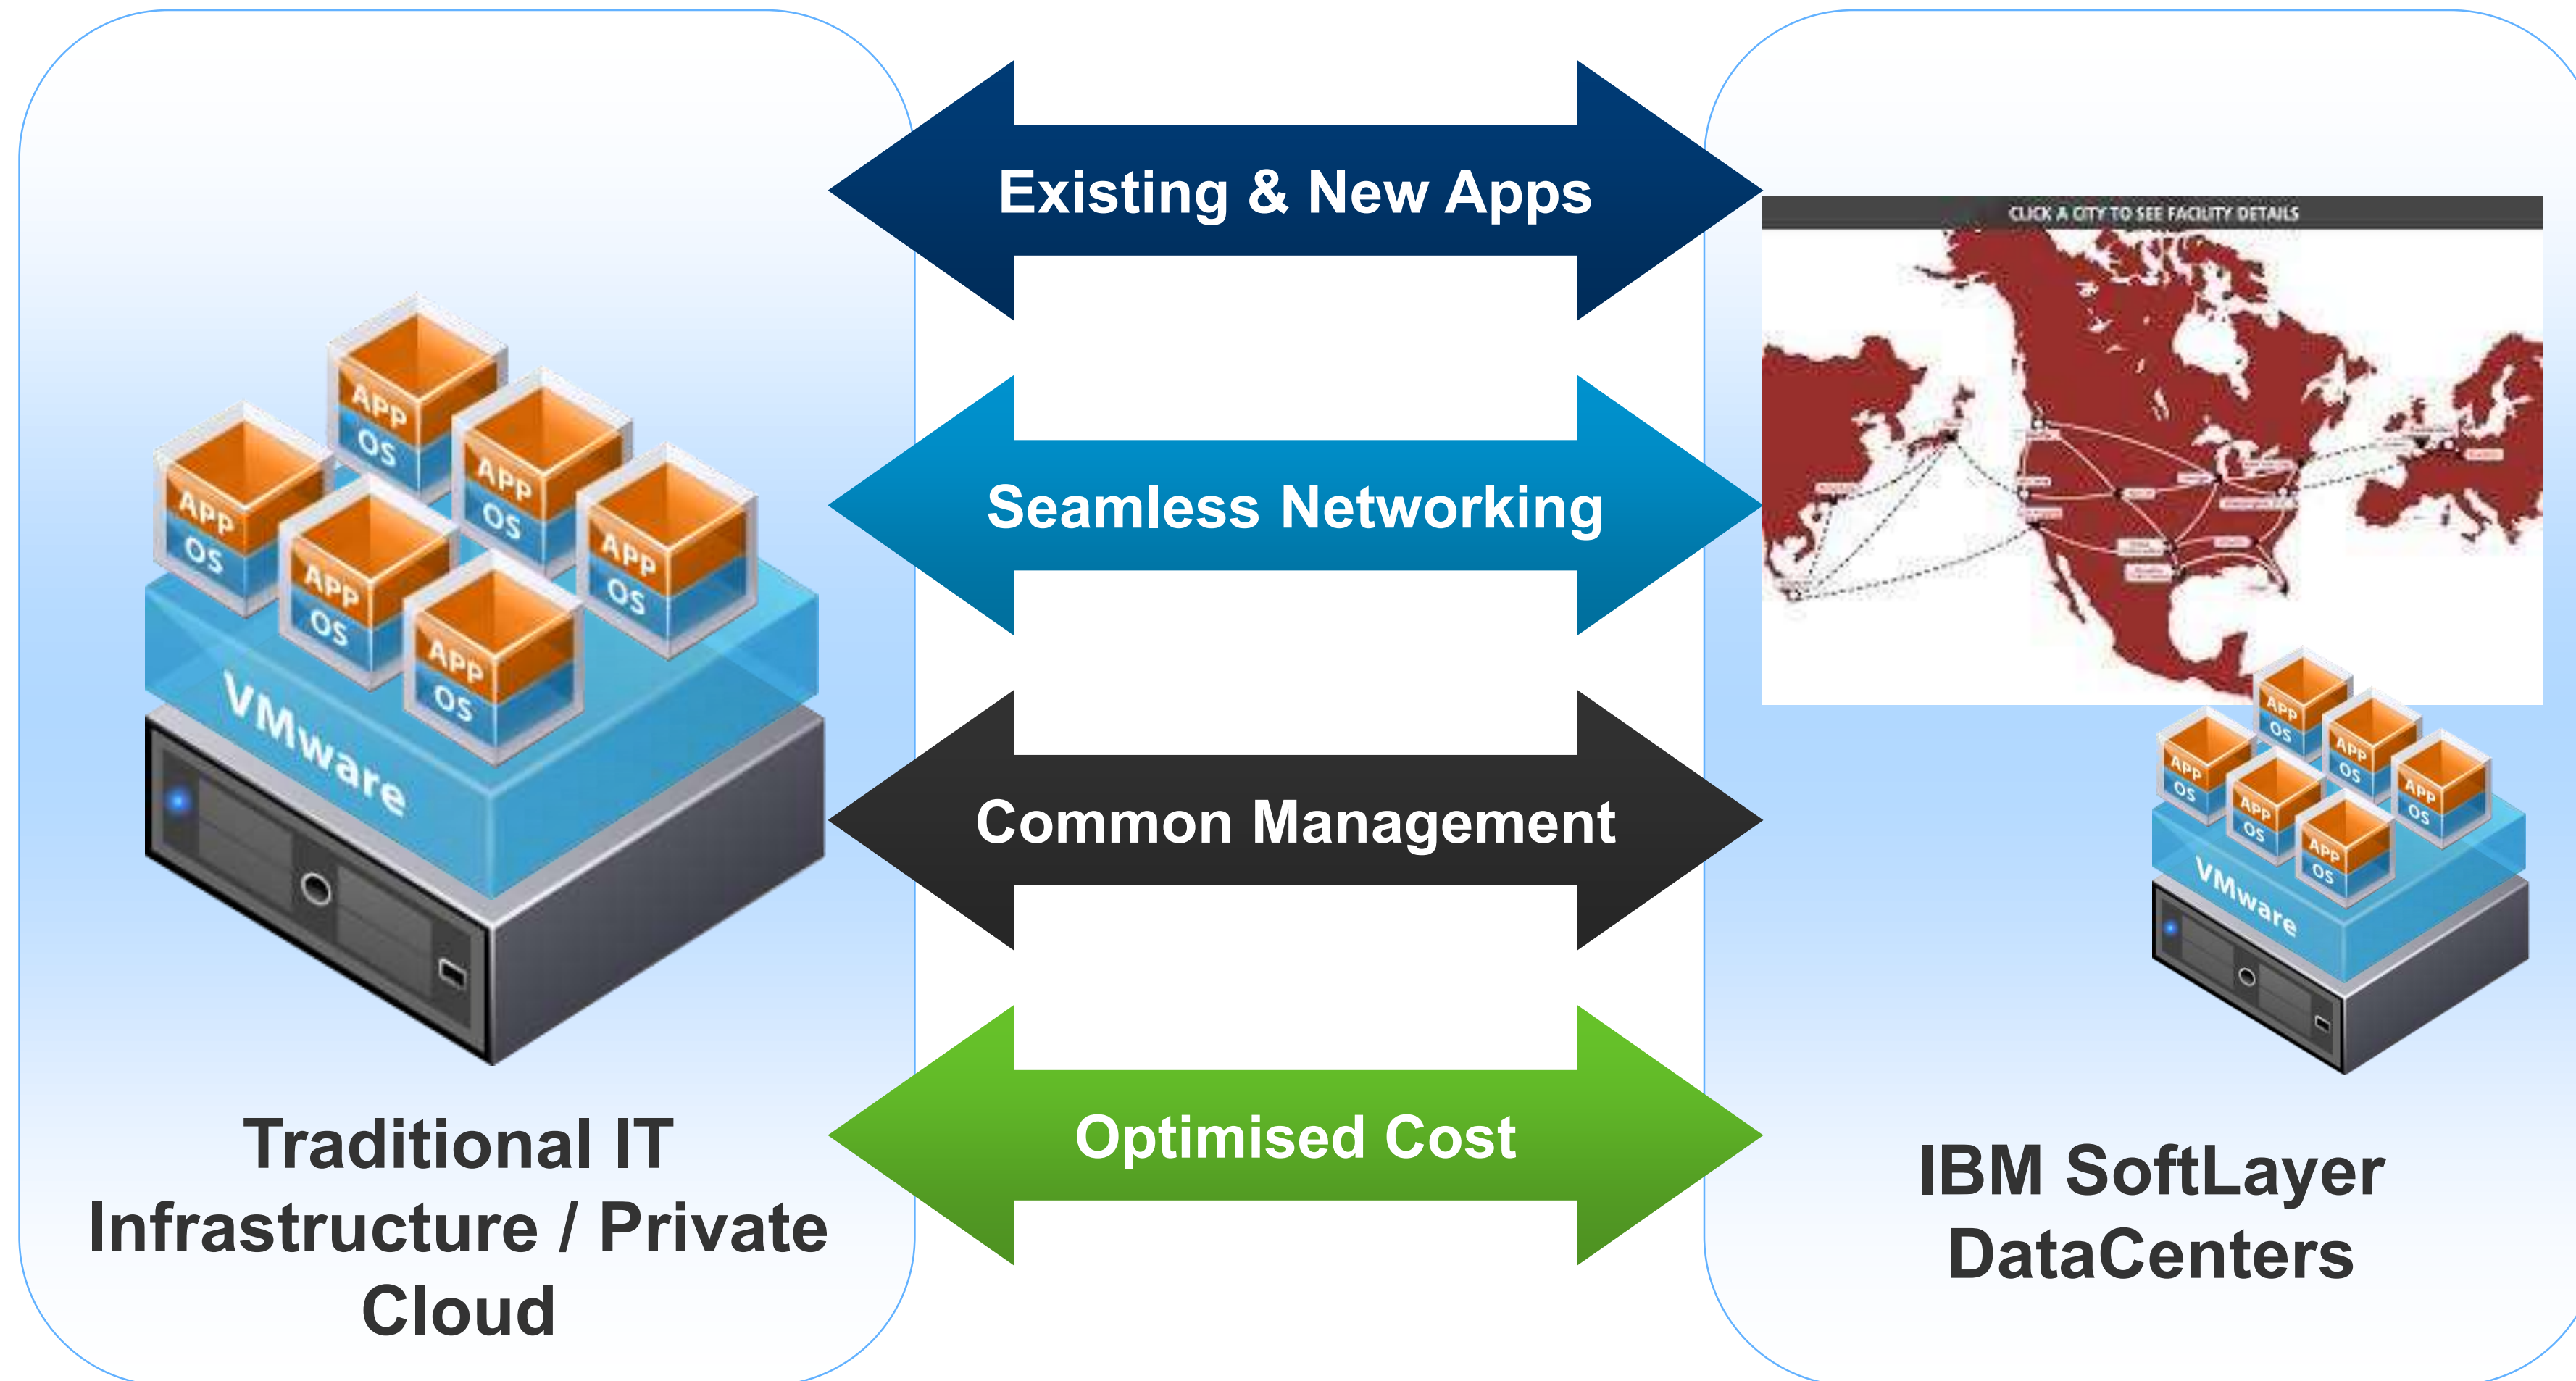 Existing & New Apps
CLICK A CITY TO SEE FACILITY DETAILS
Seamless Networking
Common Management
Optimised Cost
APP
OS
APP
OS
APP
OS
APP
OS
APP
OS
APP
OS
VMware
Traditional IT
Infrastructure / Private
Cloud
APP
OS
APP
OS
APP
OS
APP
OS
APP
OS
APP
OS
VMware
IBM SoftLayer
DataCenters